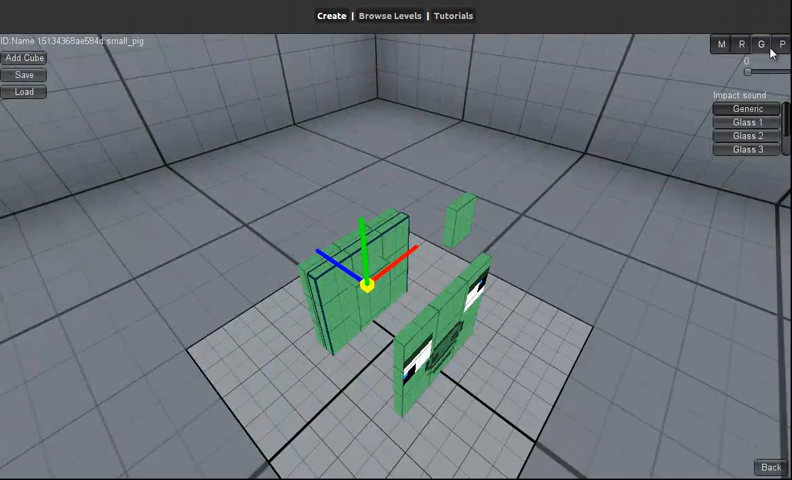 Create | Browse Levels | Tutorials
ID:Name 15134368ae584d:small_pig
Add Cube
Save
Load
M R G P
0
Impact sound
Generic
Glass 1
Glass 2
Glass 3
Back